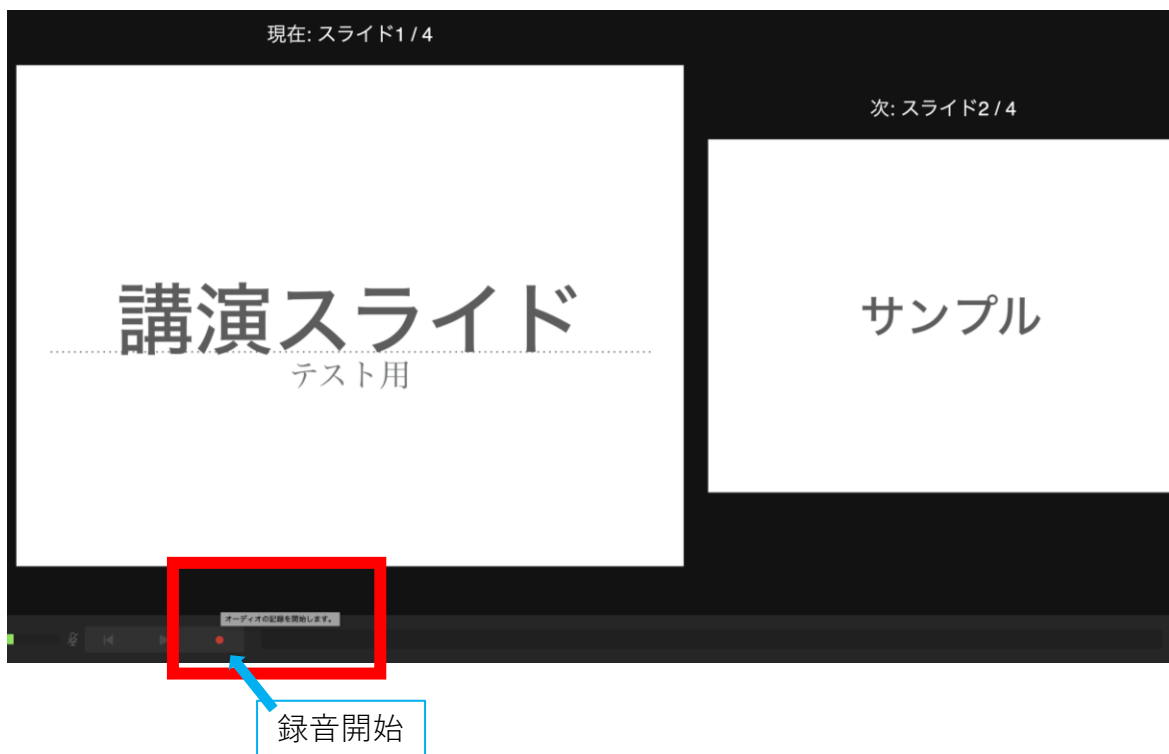 現在: スライド1 / 4
次: スライド2 / 4
講演スライド
テスト用
サンプル
オーディオの記録を開始します。
録音開始